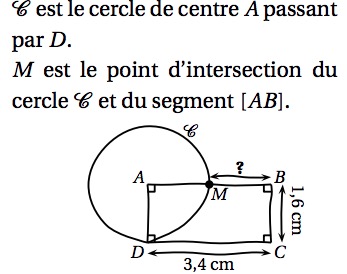 𝒞 est le cercle de centre A passant
par D.
M est le point d'intersection du
cercle 𝒞 et du segment [AB].
𝒞
?
A
B
M
1,6 cm
D
C
3,4 cm